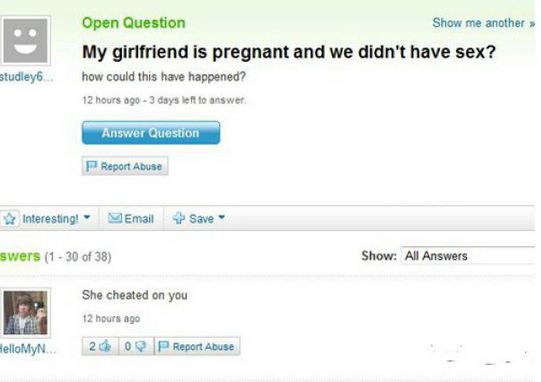 Open Question
Show me another »
My girlfriend is pregnant and we didn't have sex?
studley6...
how could this have happened?
12 hours ago - 3 days left to answer.
Answer Question
Report Abuse
Interesting!
Email
Save
swers (1 - 30 of 38)
Show: All Answers
She cheated on you
12 hours ago
HelloMyN...
2
0
Report Abuse